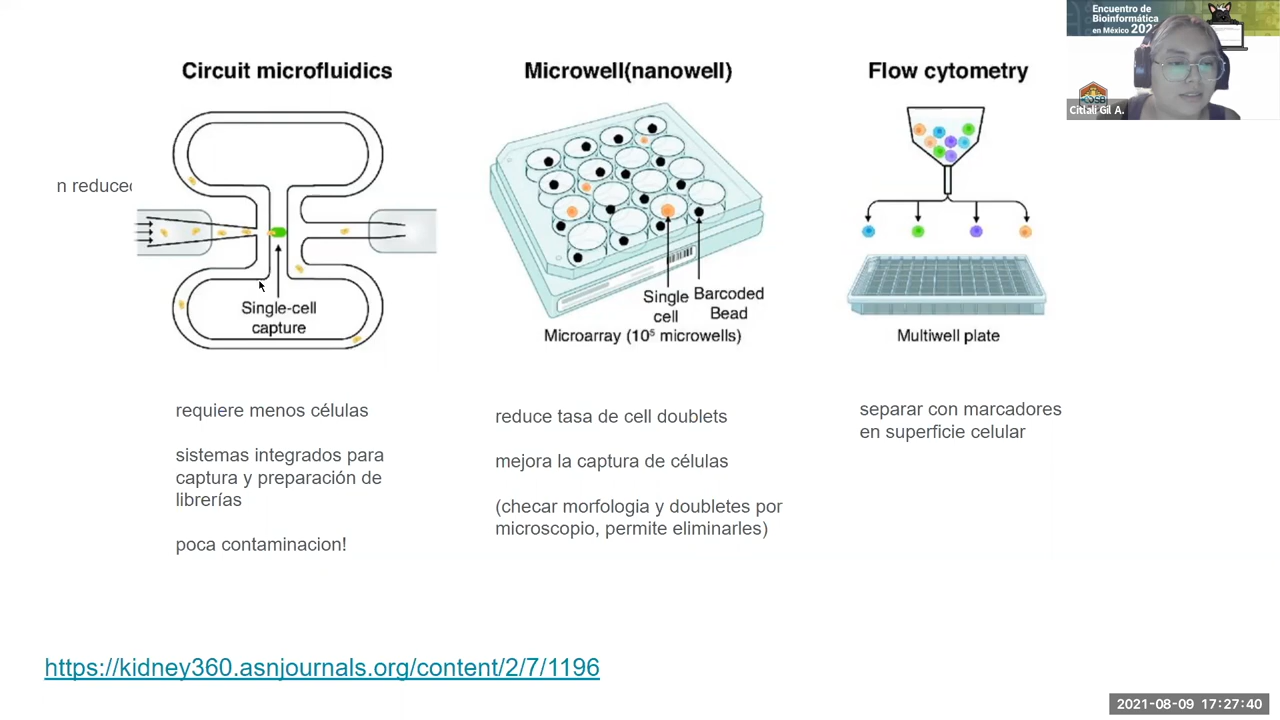 Encuentro de
Bioinformática
en México 202
Citlali Gil A.
Circuit microfluidics
n reduced
Single-cell
capture
requiere menos células
sistemas integrados para
captura y preparación de
librerías
poca contaminacion!
Microwell(nanowell)
Single
cell
Barcoded
Bead
Microarray (10⁵ microwells)
reduce tasa de cell doublets
mejora la captura de células
(checar morfologia y doubletes por
microscopio, permite eliminarles)
Flow cytometry
Multiwell plate
separar con marcadores
en superficie celular
https://kidney360.asnjournals.org/content/2/7/1196
2021-08-09 17:27:40